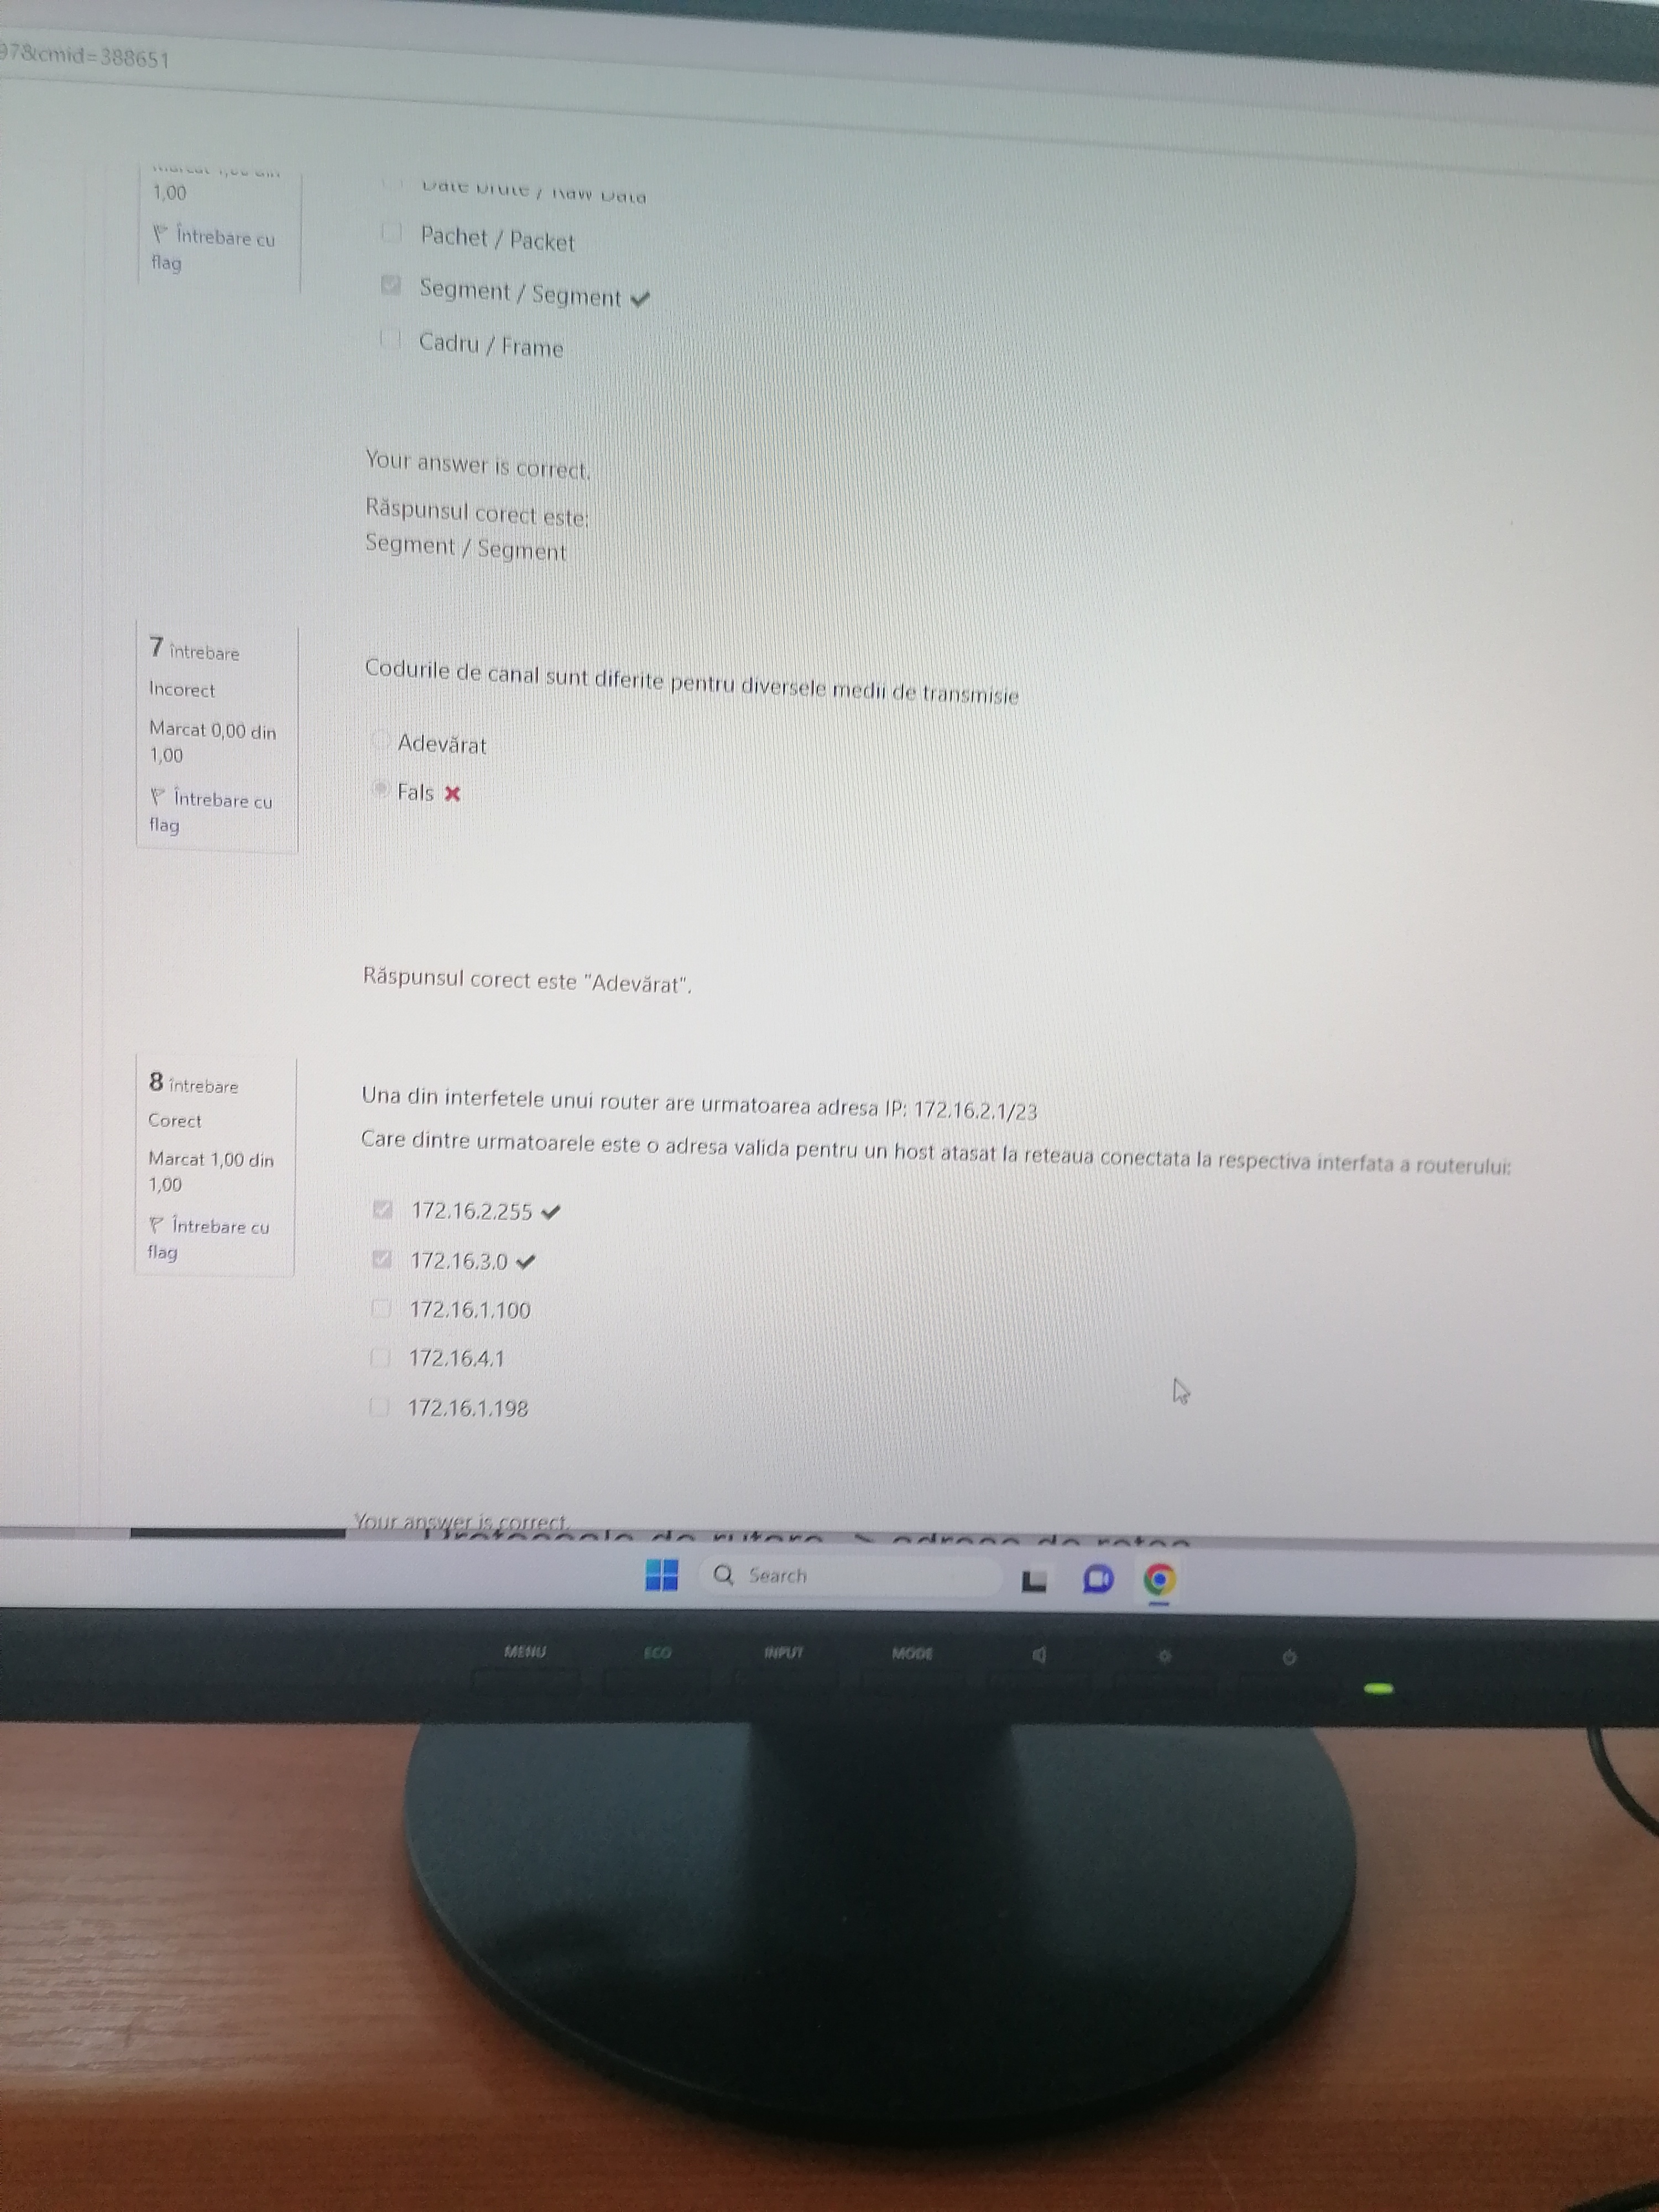 97&cmid=388651
1,00
Întrebare cu
flag
Date brute / Raw Data
Pachet / Packet
Segment / Segment
Cadru / Frame
Your answer is correct.
Răspunsul corect este:
Segment / Segment
7 întrebare
Incorect
Marcat 0,00 din
1,00
Întrebare cu
flag
Codurile de canal sunt diferite pentru diversele medii de transmisie
Adevărat
Fals
Răspunsul corect este "Adevărat".
8 întrebare
Corect
Marcat 1,00 din
1,00
Întrebare cu
flag
Una din interfetele unui router are urmatoarea adresa IP: 172.16.2.1/23
Care dintre urmatoarele este o adresa valida pentru un host atasat la reteaua conectata la respectiva interfata a routerului:
172.16.2.255
172.16.3.0
172.16.1.100
172.16.4.1
172.16.1.198
Your answer is correct.
Search
MENU ECO INPUT MODE